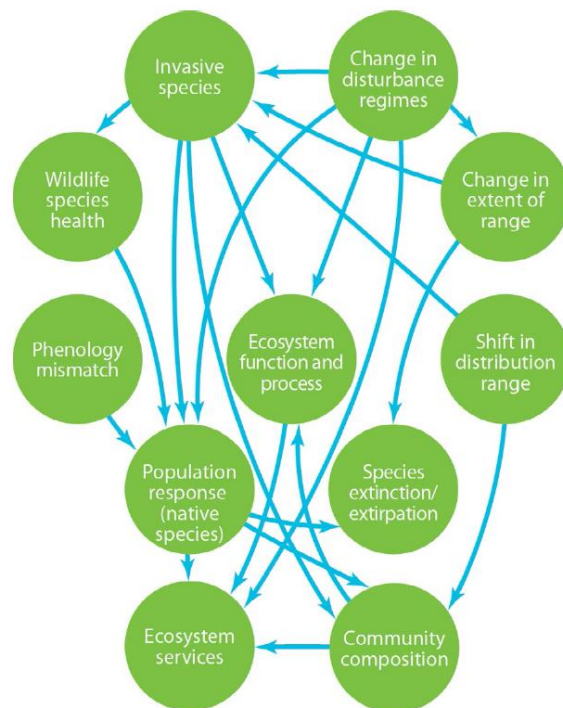 Invasive
species
Change in
disturbance
regimes
Wildlife
species
health
Change in
extent of
range
Phenology
mismatch
Ecosystem
function and
process
Shift in
distribution
range
Population
response
(native
species)
Species
extinction/
extirpation
Ecosystem
services
Community
composition